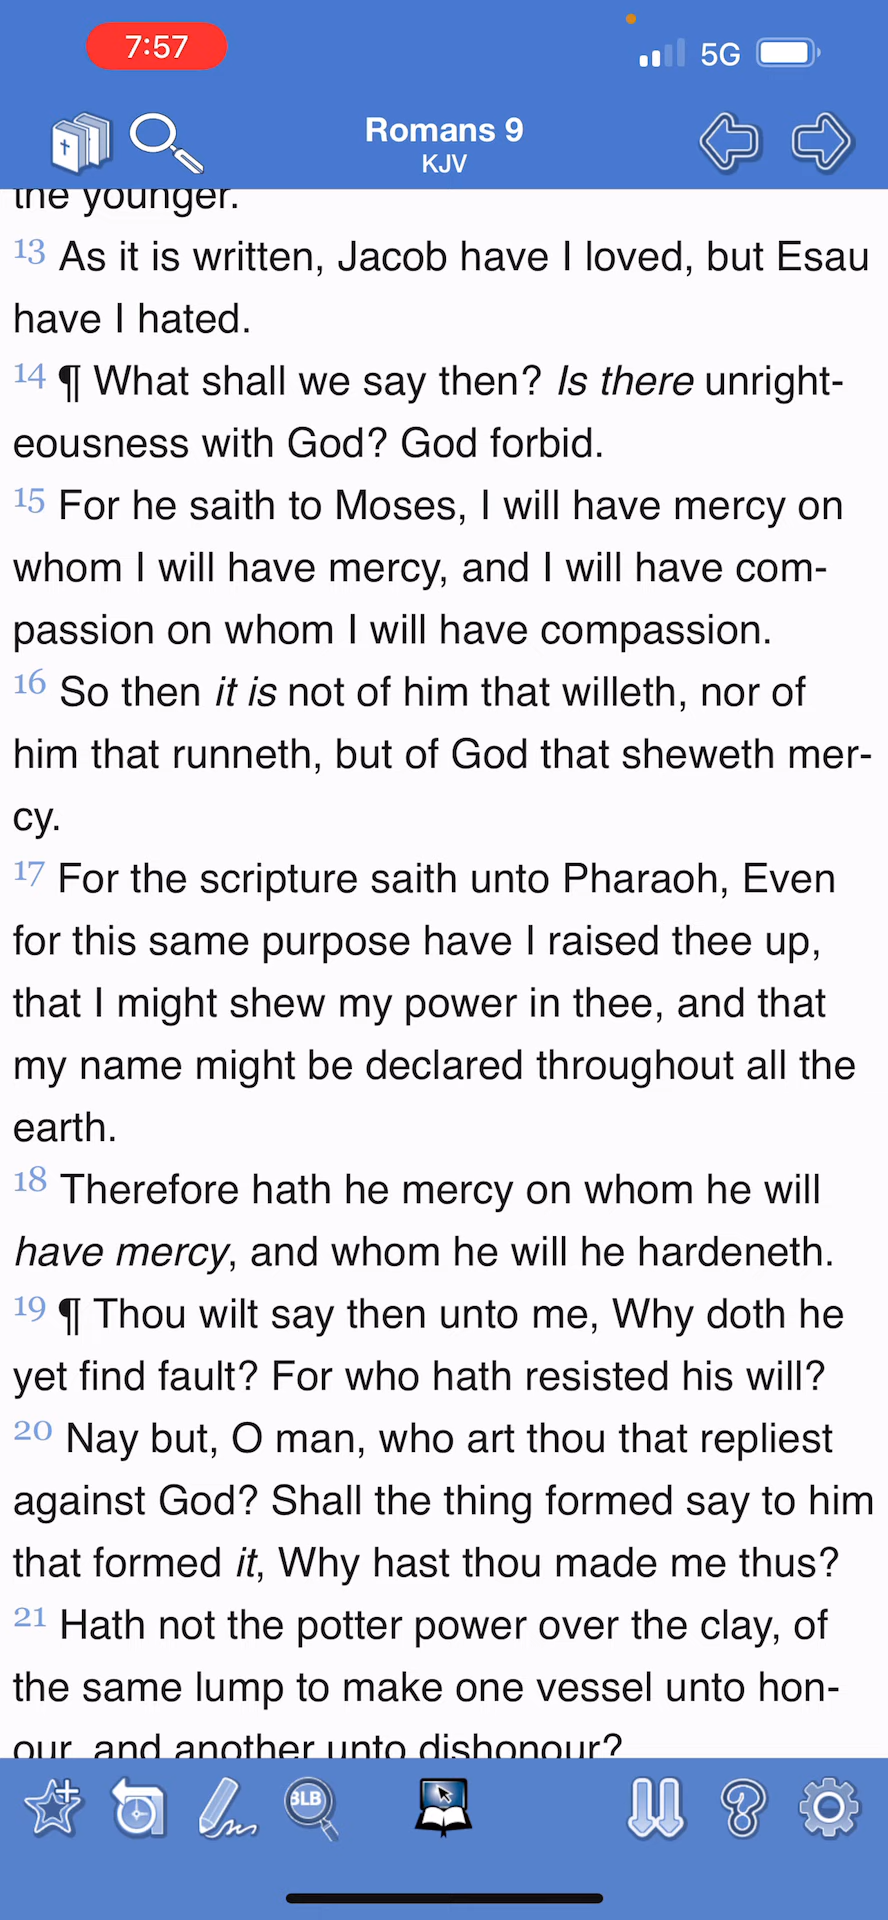 7:57
5G
Romans 9
KJV
the younger.
13 As it is written, Jacob have I loved, but Esau
have I hated.
14 ¶ What shall we say then? Is there unright-
eousness with God? God forbid.
15 For he saith to Moses, I will have mercy on
whom I will have mercy, and I will have com-
passion on whom I will have compassion.
16 So then it is not of him that willeth, nor of
him that runneth, but of God that sheweth mer-
cy.
17 For the scripture saith unto Pharaoh, Even
for this same purpose have I raised thee up,
that I might shew my power in thee, and that
my name might be declared throughout all the
earth.
18 Therefore hath he mercy on whom he will
have mercy, and whom he will he hardeneth.
19 ¶ Thou wilt say then unto me, Why doth he
yet find fault? For who hath resisted his will?
20 Nay but, O man, who art thou that repliest
against God? Shall the thing formed say to him
that formed it, Why hast thou made me thus?
21 Hath not the potter power over the clay, of
the same lump to make one vessel unto hon-
our, and another unto dishonour?
BLB